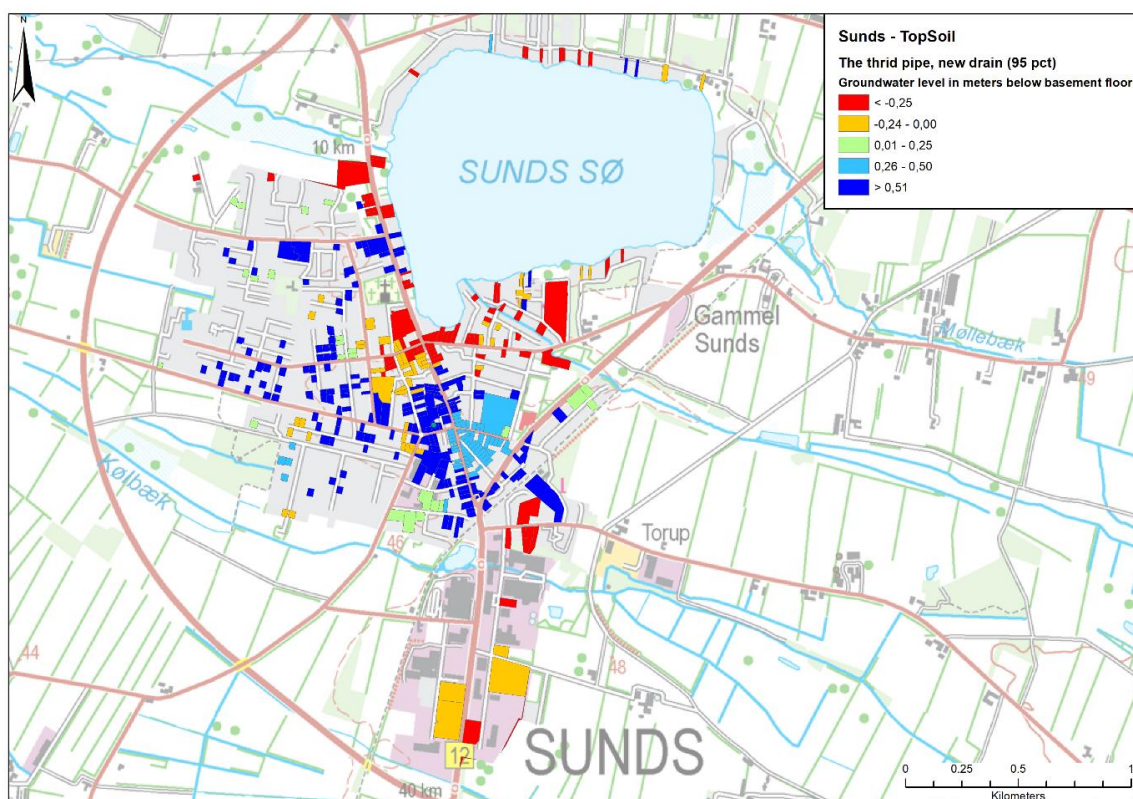 N
Sunds - TopSoil
The thrid pipe, new drain (95 pct)
Groundwater level in meters below basement floor
< -0,25
-0,24 - 0,00
0,01 - 0,25
0,26 - 0,50
> 0,51
10 km
SUNDS SØ
Gammel
Sunds
Møllebæk
49
Kølbæk
46
Torup
44
48
SUNDS
12
40 km
0 0.25 0.5 1
Kilometers